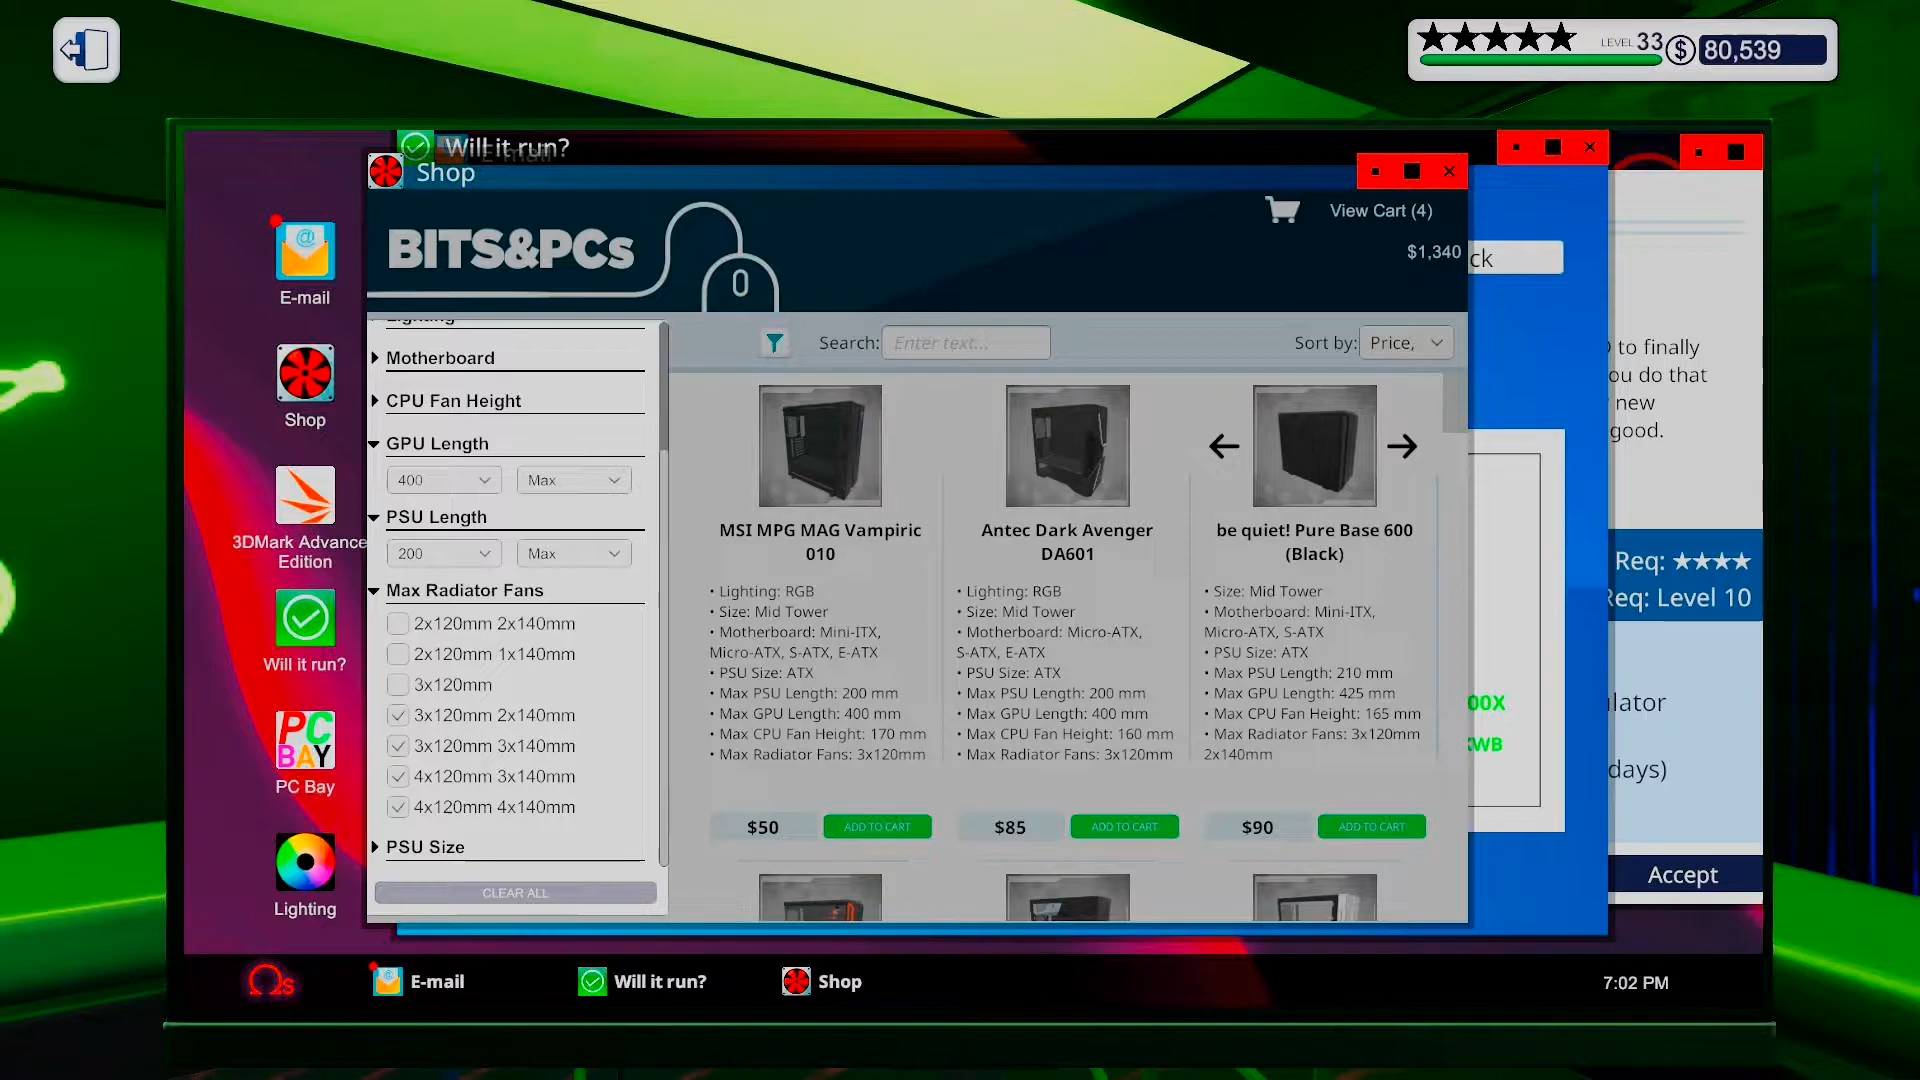 LEVEL 33
$ 80,539
Will it run?
E-mail
Shop
BITS&PCs
View Cart (4)
$1,340
ck
Lighting
Motherboard
CPU Fan Height
GPU Length
400
Max
PSU Length
200
Max
Max Radiator Fans
2x120mm 2x140mm
2x120mm 1x140mm
3x120mm
3x120mm 2x140mm
3x120mm 3x140mm
4x120mm 3x140mm
4x120mm 4x140mm
PSU Size
CLEAR ALL
Search:
Enter text...
Sort by:
Price,
MSI MPG MAG Vampiric
010
• Lighting: RGB
• Size: Mid Tower
• Motherboard: Mini-ITX,
Micro-ATX, S-ATX, E-ATX
• PSU Size: ATX
• Max PSU Length: 200 mm
• Max GPU Length: 400 mm
• Max CPU Fan Height: 170 mm
• Max Radiator Fans: 3x120mm
$50
ADD TO CART
Antec Dark Avenger
DA601
• Lighting: RGB
• Size: Mid Tower
• Motherboard: Micro-ATX,
S-ATX, E-ATX
• PSU Size: ATX
• Max PSU Length: 200 mm
• Max GPU Length: 400 mm
• Max CPU Fan Height: 160 mm
• Max Radiator Fans: 3x120mm
$85
ADD TO CART
be quiet! Pure Base 600
(Black)
• Size: Mid Tower
• Motherboard: Mini-ITX,
Micro-ATX, S-ATX
• PSU Size: ATX
• Max PSU Length: 210 mm
• Max GPU Length: 425 mm
• Max CPU Fan Height: 165 mm
• Max Radiator Fans: 3x120mm
2x140mm
$90
ADD TO CART
to finally
ou do that
new
good.
Req: ★★★★
Req: Level 10
00X
WB
lator
days)
Accept
E-mail
Shop
3DMark Advance
Edition
Will it run?
PC
BAY
PC Bay
Lighting
Ωs
E-mail
Will it run?
Shop
7:02 PM